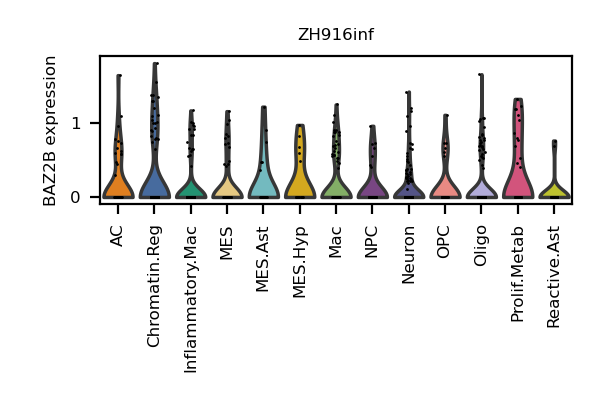 ZH916inf
BAZ2B expression
1
0
AC
Chromatin.Reg
Inflammatory.Mac
MES
MES.Ast
MES.Hyp
Mac
NPC
Neuron
OPC
Oligo
Prolif.Metab
Reactive.Ast